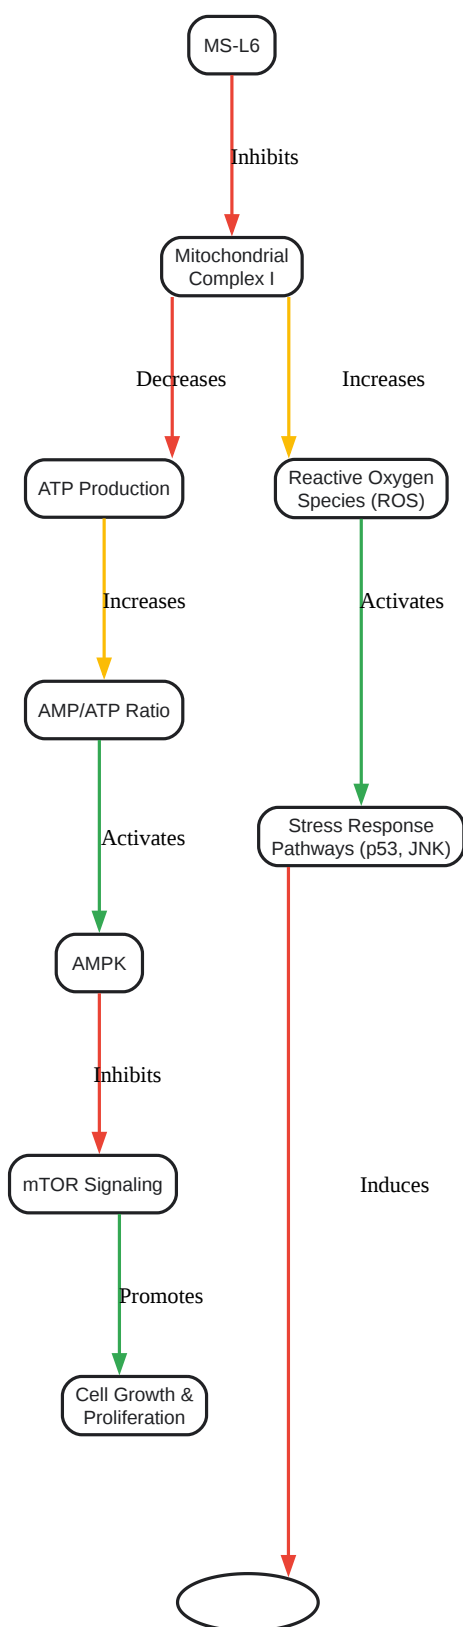 MS-L6
Inhibits
Mitochondrial
Complex I
Decreases
Increases
ATP Production
Reactive Oxygen
Species (ROS)
Increases
Activates
AMP/ATP Ratio
Activates
Stress Response
Pathways (p53, JNK)
AMPK
Inhibits
mTOR Signaling
Induces
Promotes
Cell Growth &
Proliferation